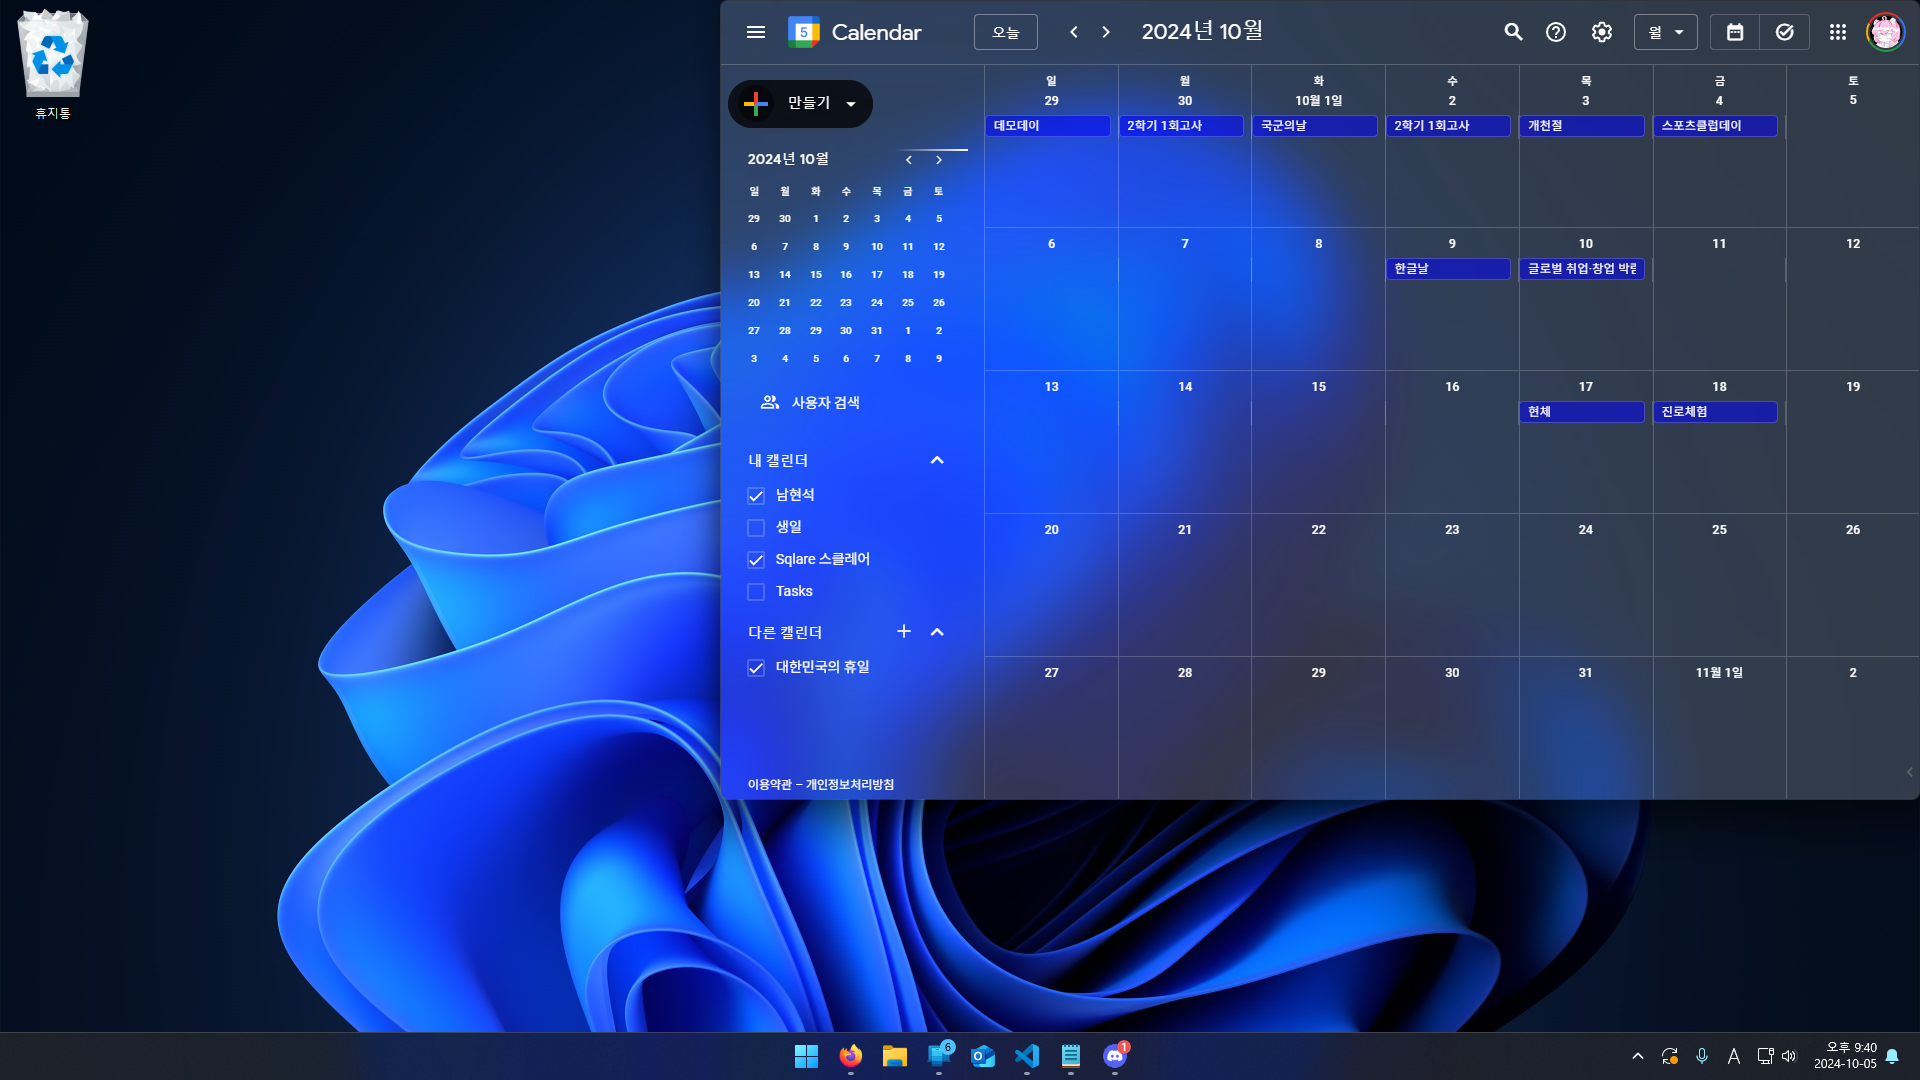 휴지통
5
Calendar
오늘
2024년 10월
월
만들기
2024년 10월
일 월 화 수 목 금 토
29 30 1 2 3 4 5
6 7 8 9 10 11 12
13 14 15 16 17 18 19
20 21 22 23 24 25 26
27 28 29 30 31 1 2
3 4 5 6 7 8 9
사용자 검색
내 캘린더
남현석
생일
Sqlare 스클레어
Tasks
다른 캘린더
대한민국의 휴일
이용약관 – 개인정보처리방침
일 월 화 수 목 금 토
29 30 10월 1일 2 3 4 5
데모데이 2학기 1회고사 국군의날 2학기 1회고사 개천절 스포츠클럽데이
6 7 8 9 10 11 12
한글날 글로벌 취업·창업
13 14 15 16 17 18 19
현체 진로체험
20 21 22 23 24 25 26
27 28 29 30 31 11월 1일 2
6
1
A
오후 9:40
2024-10-05